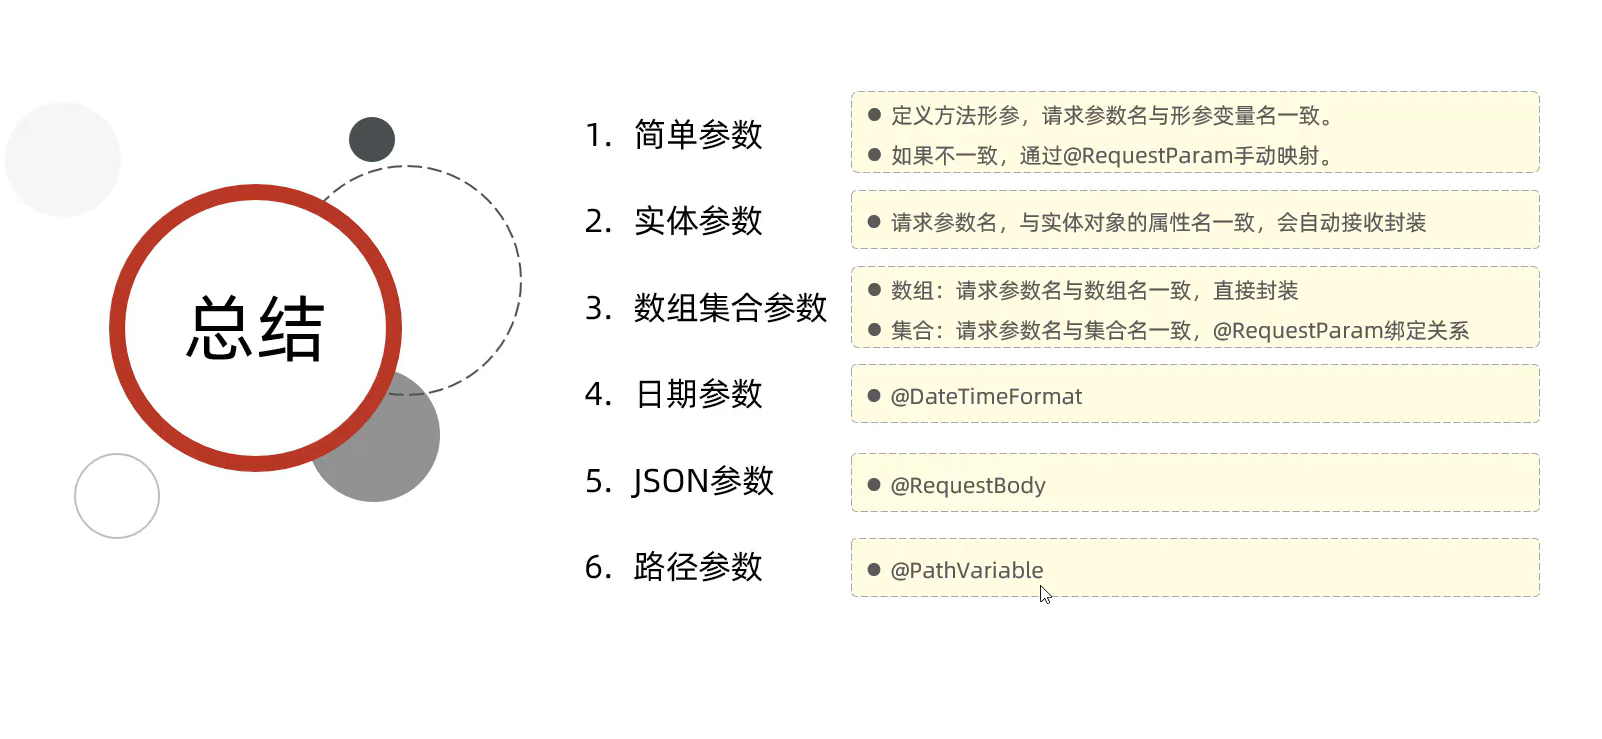 总结
1. 简单参数
● 定义方法形参，请求参数名与形参变量名一致。
● 如果不一致，通过@RequestParam手动映射。
2. 实体参数
● 请求参数名，与实体对象的属性名一致，会自动接收封装
3. 数组集合参数
● 数组：请求参数名与数组名一致，直接封装
● 集合：请求参数名与集合名一致，@RequestParam绑定关系
4. 日期参数
● @DateTimeFormat
5. JSON参数
● @RequestBody
6. 路径参数
● @PathVariable